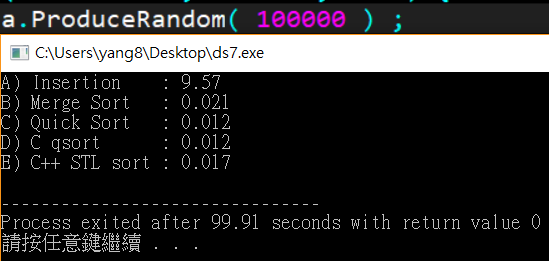 a.ProduceRandom( 100000 ) ;
C:\Users\yang8\Desktop\ds7.exe
A) Insertion : 9.57
B) Merge Sort : 0.021
C) Quick Sort : 0.012
D) C qsort : 0.012
E) C++ STL sort : 0.017
--------------------------------
Process exited after 99.91 seconds with return value 0
請按任意鍵繼續 . . .